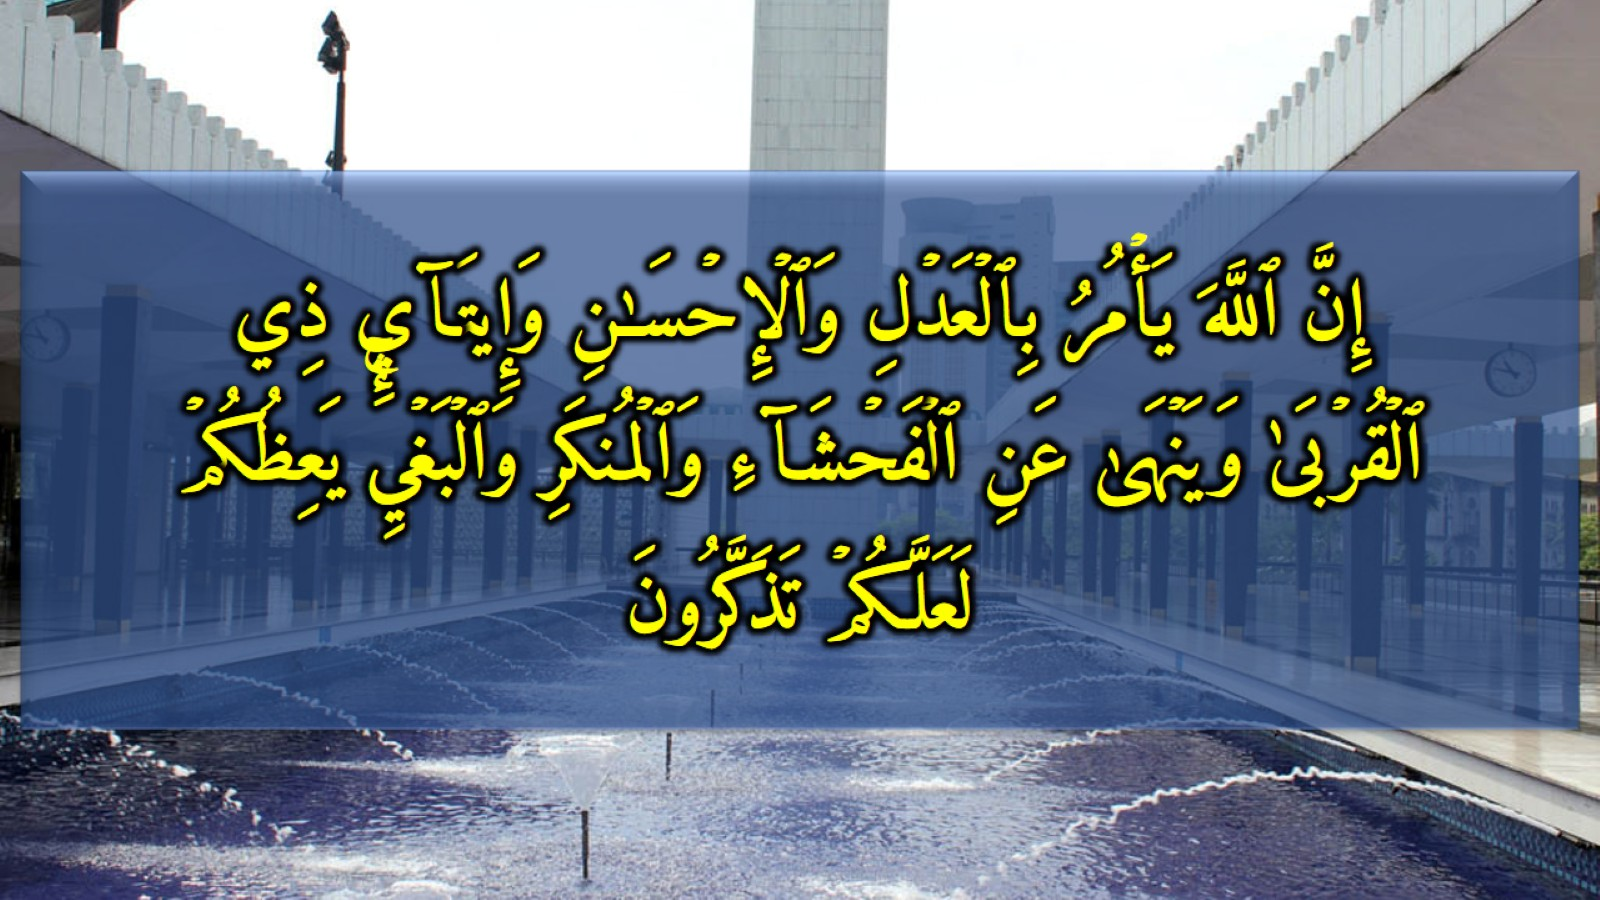 إِنَّ ٱللَّهَ يَأۡمُرُ بِٱلۡعَدۡلِ وَٱلۡإِحۡسَـٰنِ وَإِيتَآيِٕ ذِي
ٱلۡقُرۡبَىٰ وَيَنۡهَىٰ عَنِ ٱلۡفَحۡشَآءِ وَٱلۡمُنكَرِ وَٱلۡبَغۡيِ يَعِظُكُمۡ
لَعَلَّكُمۡ تَذَكَّرُونَ